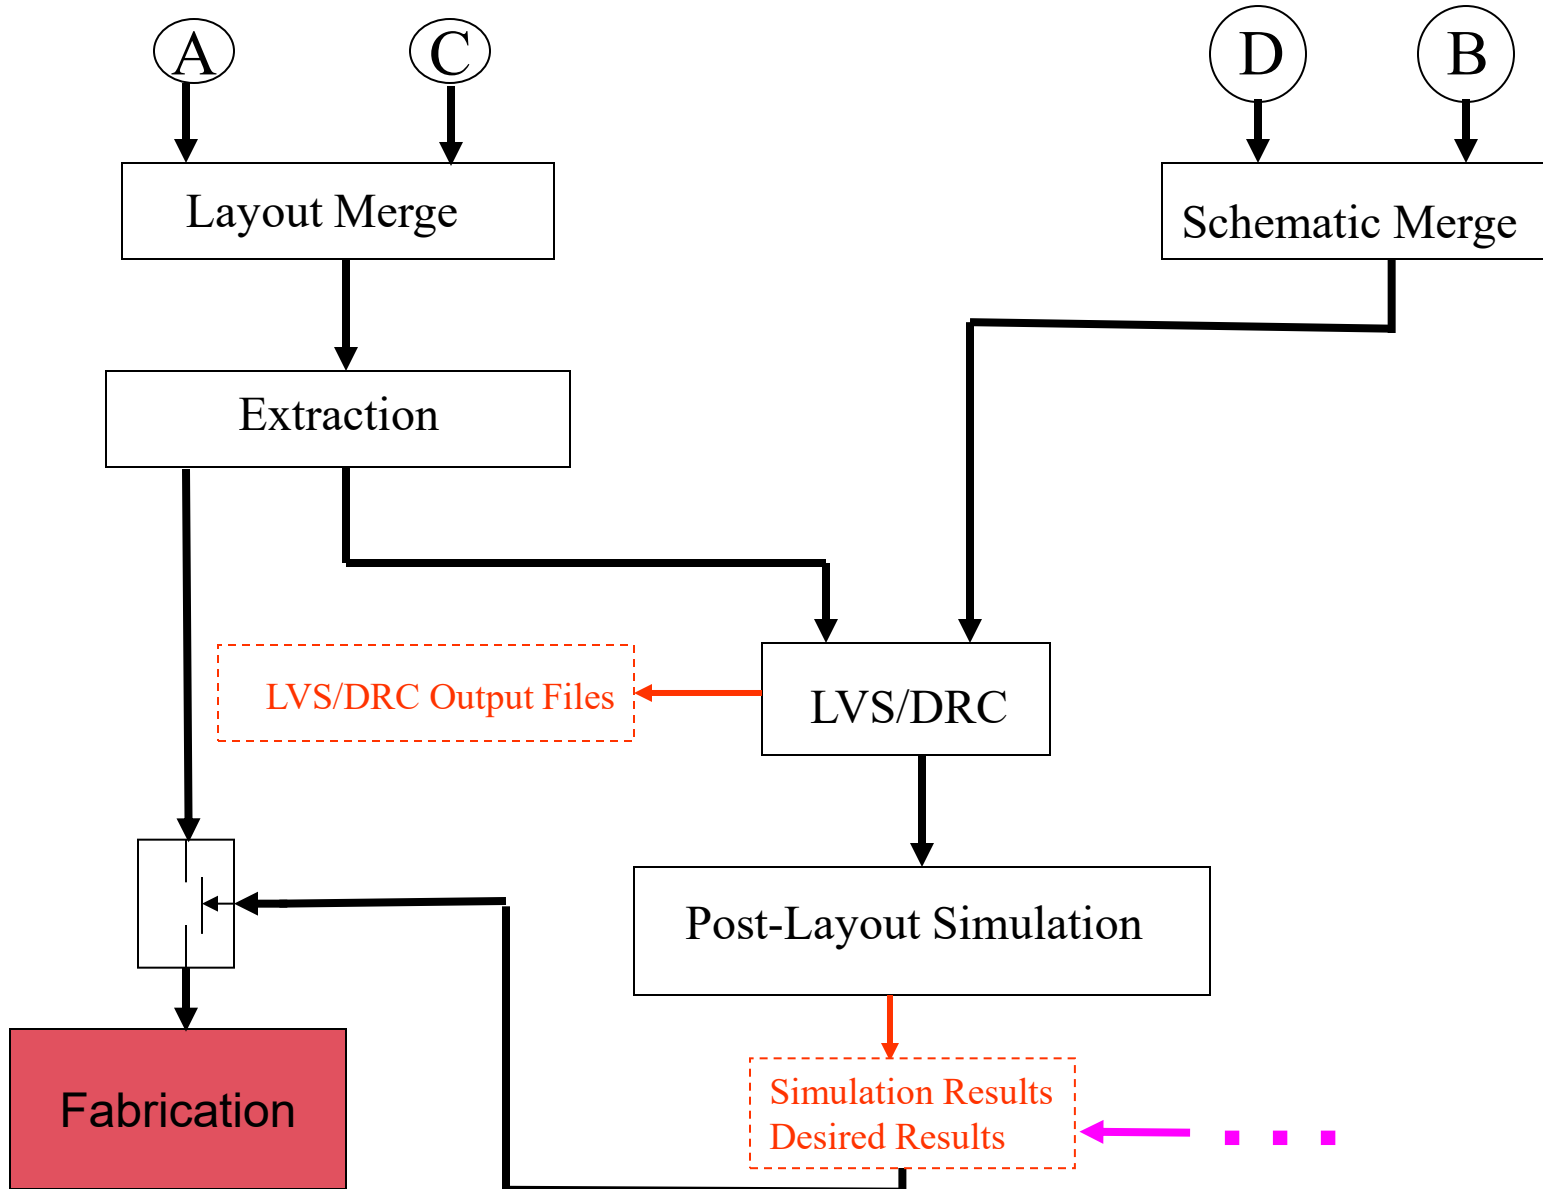 A
C
D
B
Layout Merge
Schematic Merge
Extraction
LVS/DRC Output Files
LVS/DRC
Post-Layout Simulation
Simulation Results
Desired Results
Fabrication